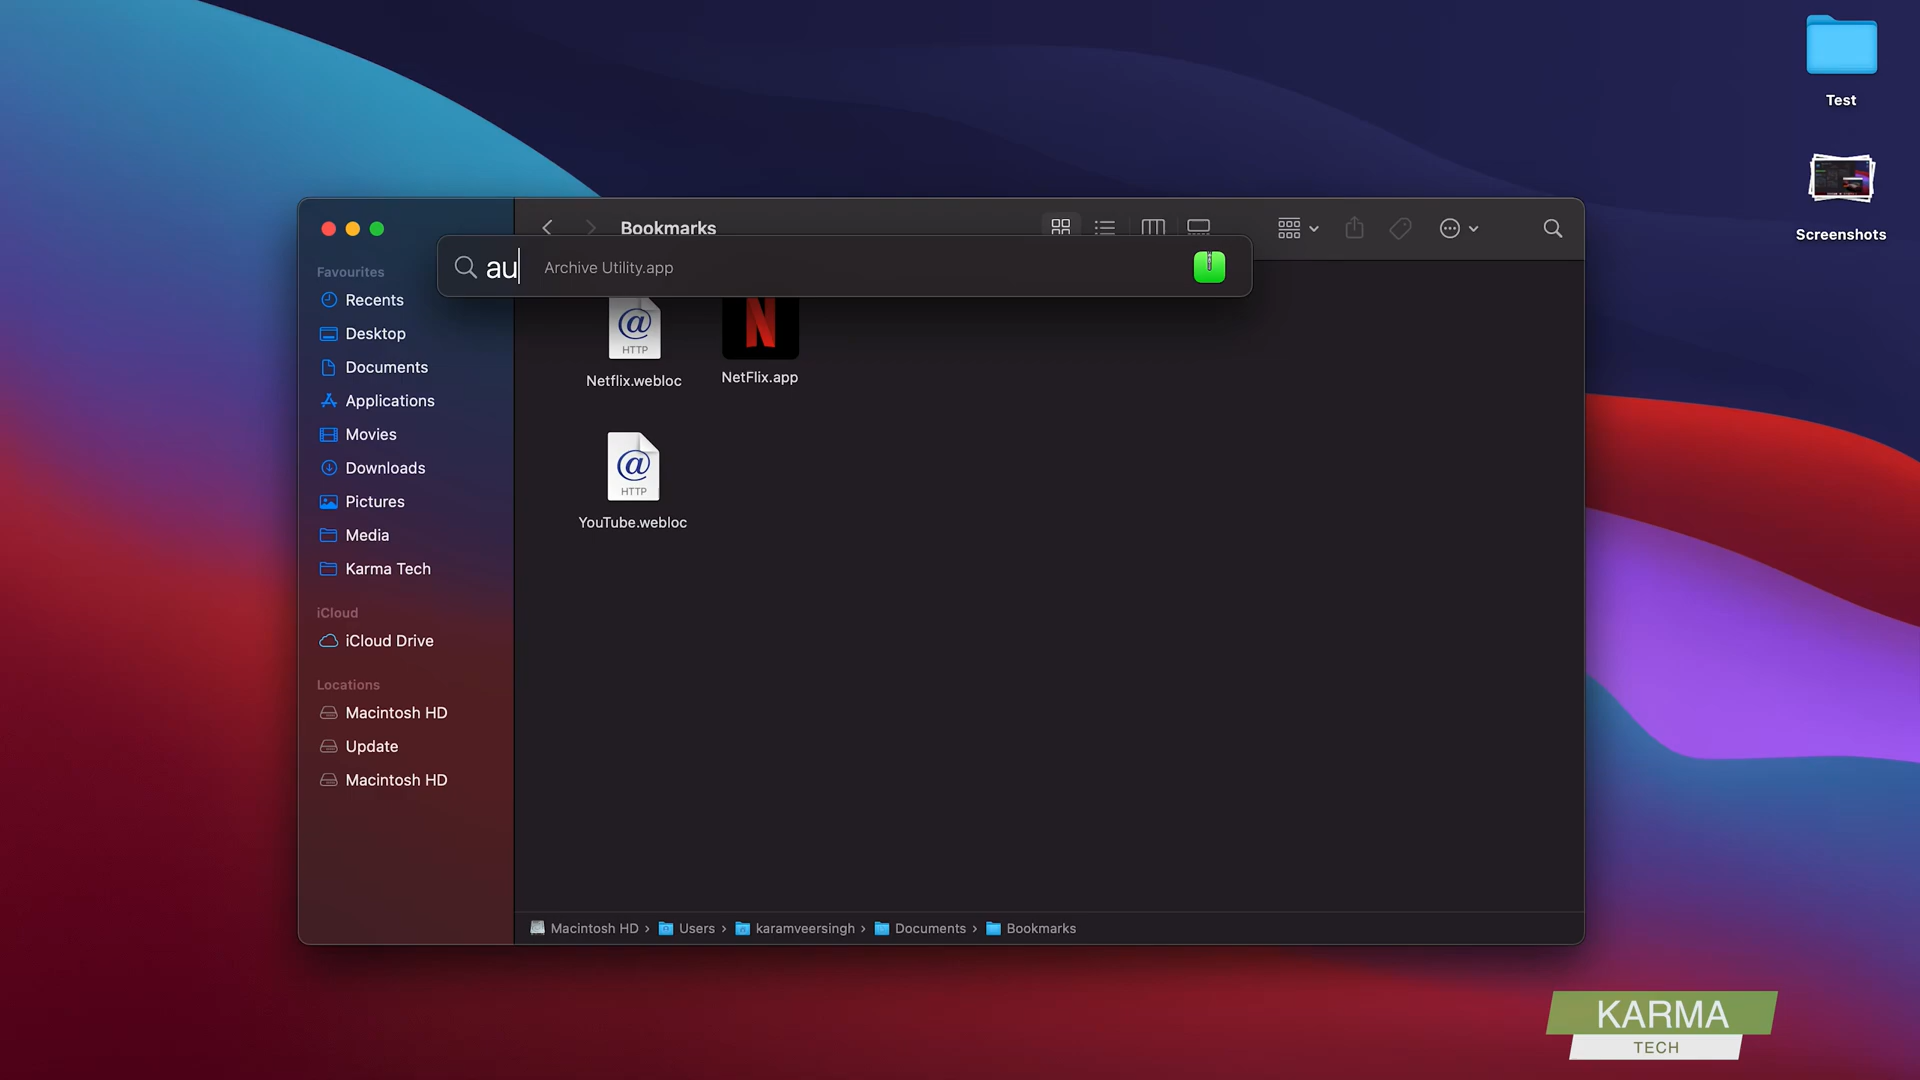 Test
Screenshots
Bookmarks
au
Archive Utility.app
Favourites
Recents
Desktop
Documents
Applications
Movies
Downloads
Pictures
Media
Karma Tech
iCloud
iCloud Drive
Locations
Macintosh HD
Update
Macintosh HD
N
@
HTTP
Netflix.webloc
NetFlix.app
@
HTTP
YouTube.webloc
Macintosh HD › Users › karamveersingh › Documents › Bookmarks
KARMA
TECH